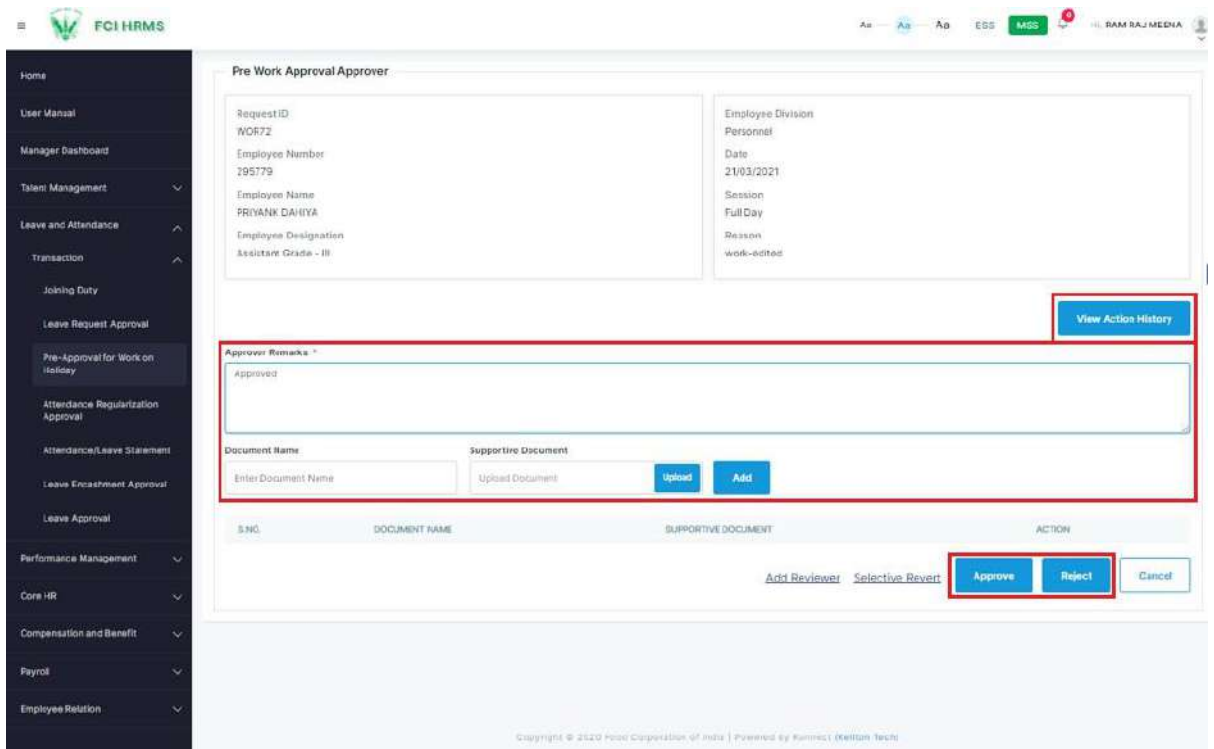 FCI HRMS
Aa Aa Aa ESS MSS 0 Hi, RAM RAJ MEENA
Home
User Manual
Manager Dashboard
Talent Management
Leave and Attendance
Transaction
Joining Duty
Leave Request Approval
Pre-Approval for Work on
Holiday
Attendance Regularization
Approval
Attendance/Leave Statement
Leave Encashment Approval
Leave Approval
Performance Management
Core HR
Compensation and Benefit
Payroll
Employee Relation
Pre Work Approval Approver
Request ID
WOR72
Employee Number
295779
Employee Name
PRIYANK DAHIYA
Employee Designation
Assistant Grade - III
Employee Division
Personnel
Date
21/03/2021
Session
Full Day
Reason
work-edited
View Action History
Approver Remarks *
Approved
Document Name Supportive Document
Enter Document Name Upload Document Upload Add
S.NO. DOCUMENT NAME SUPPORTIVE DOCUMENT ACTION
Add Reviewer Selective Revert Approve Reject Cancel
Copyright © 2020 Food Corporation of India | Powered by Konnect (Kellton Tech)